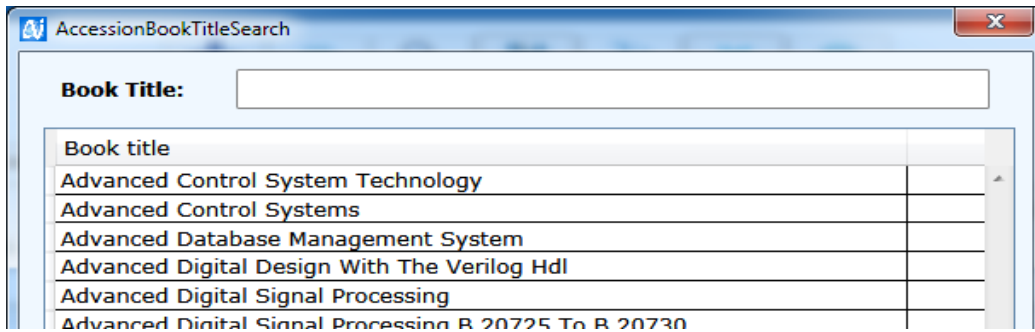 AccessionBookTitleSearch
Book Title:
Book title
Advanced Control System Technology
Advanced Control Systems
Advanced Database Management System
Advanced Digital Design With The Verilog Hdl
Advanced Digital Signal Processing
Advanced Digital Signal Processing B 20725 To B 20730